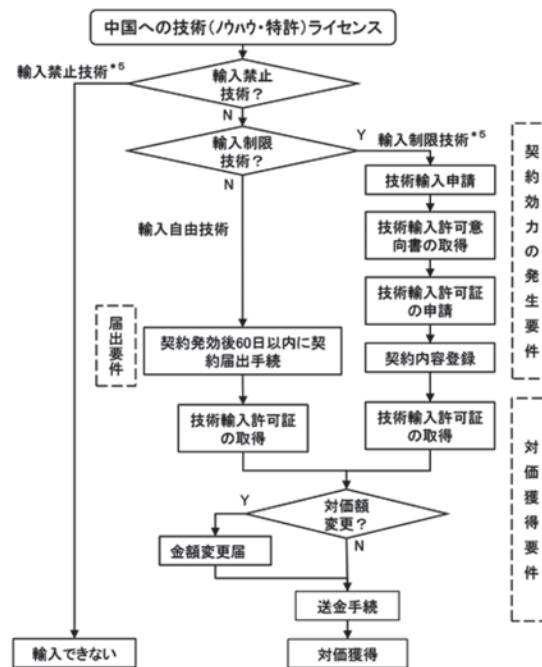 中国への技術(ノウハウ・特許)ライセンス
輸入禁止技術*5
輸入禁止
技術?
N
輸入制限
技術?
Y
輸入制限技術*5
N
技術輸入申請
技術輸入許可意
向書の取得
輸入自由技術
技術輸入許可証
の申請
契約効力の発生要件
届出要件
契約発効後60日以内に契
約届出手続
契約内容登録
技術輸入許可証
の取得
技術輸入許可証
の取得
対価獲得要件
Y
対価額
変更?
金額変更届
N
送金手続
輸入できない
対価獲得